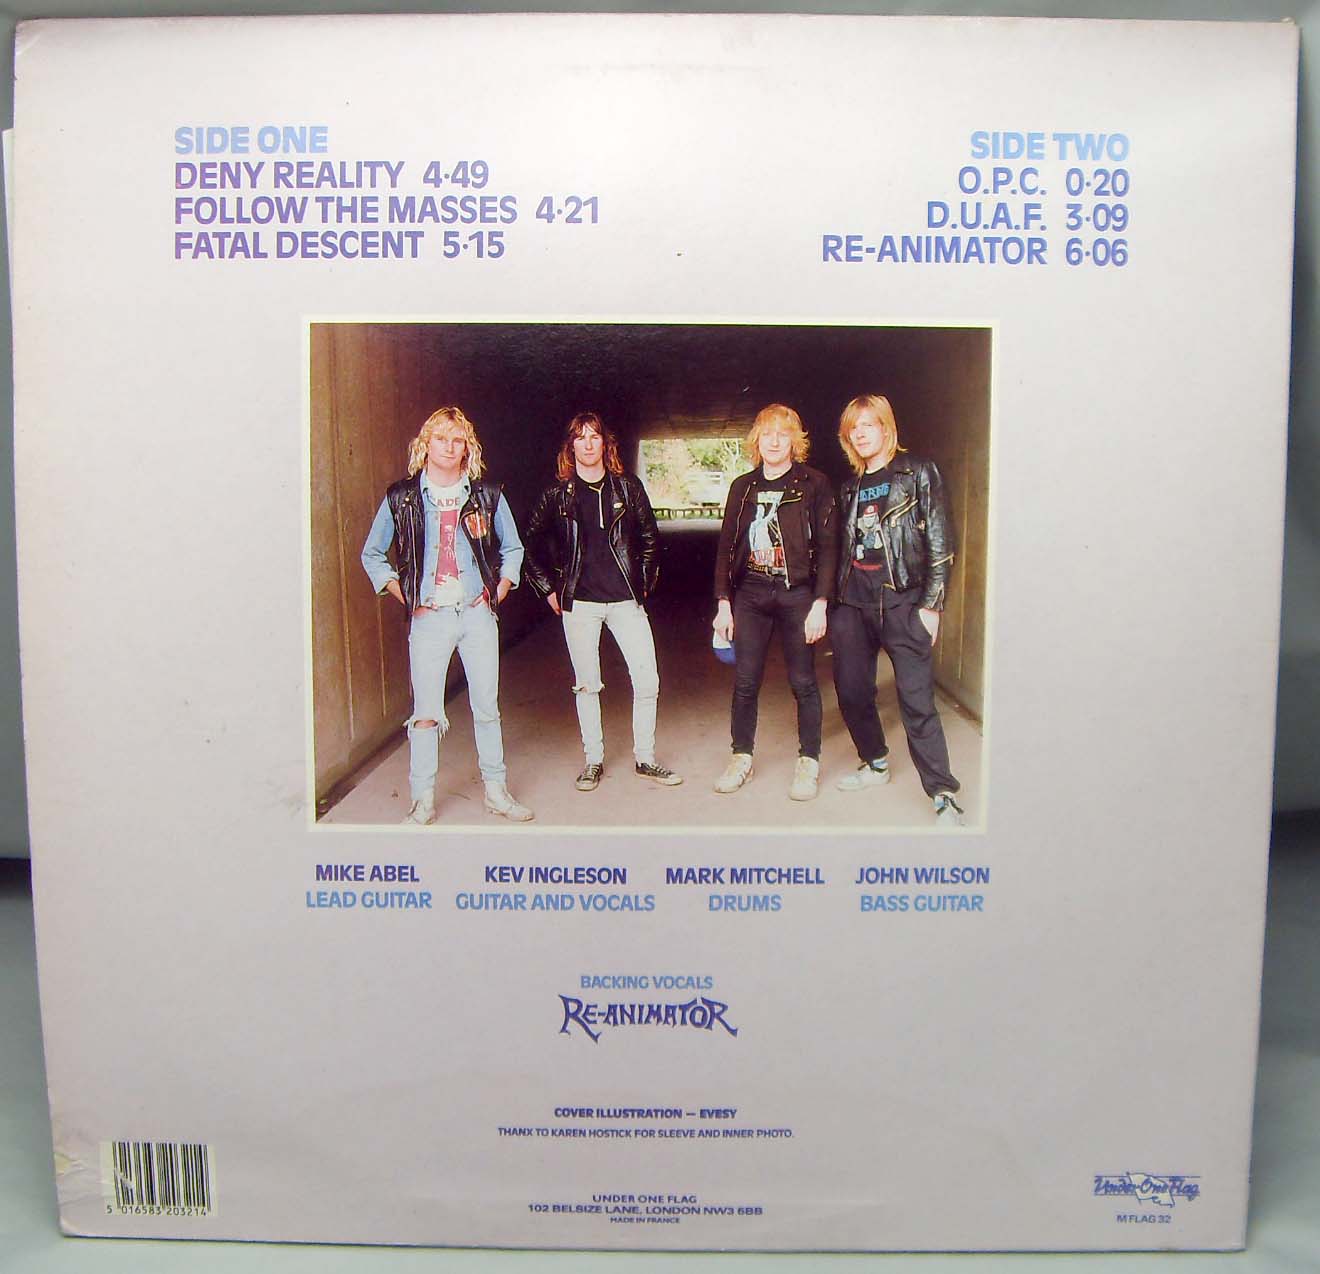 SIDE ONE
DENY REALITY 4·49
FOLLOW THE MASSES 4·21
FATAL DESCENT 5·15
SIDE TWO
O.P.C. 0·20
D.U.A.F. 3·09
RE-ANIMATOR 6·06
MIKE ABEL
LEAD GUITAR
KEV INGLESON
GUITAR AND VOCALS
MARK MITCHELL
DRUMS
JOHN WILSON
BASS GUITAR
BACKING VOCALS
RE-ANIMATOR
COVER ILLUSTRATION – EVESY
THANX TO KAREN HOSTICK FOR SLEEVE AND INNER PHOTO.
5 016583 203214
UNDER ONE FLAG
102 BELSIZE LANE, LONDON NW3 5BB
MADE IN FRANCE
Under One Flag
M FLAG 32